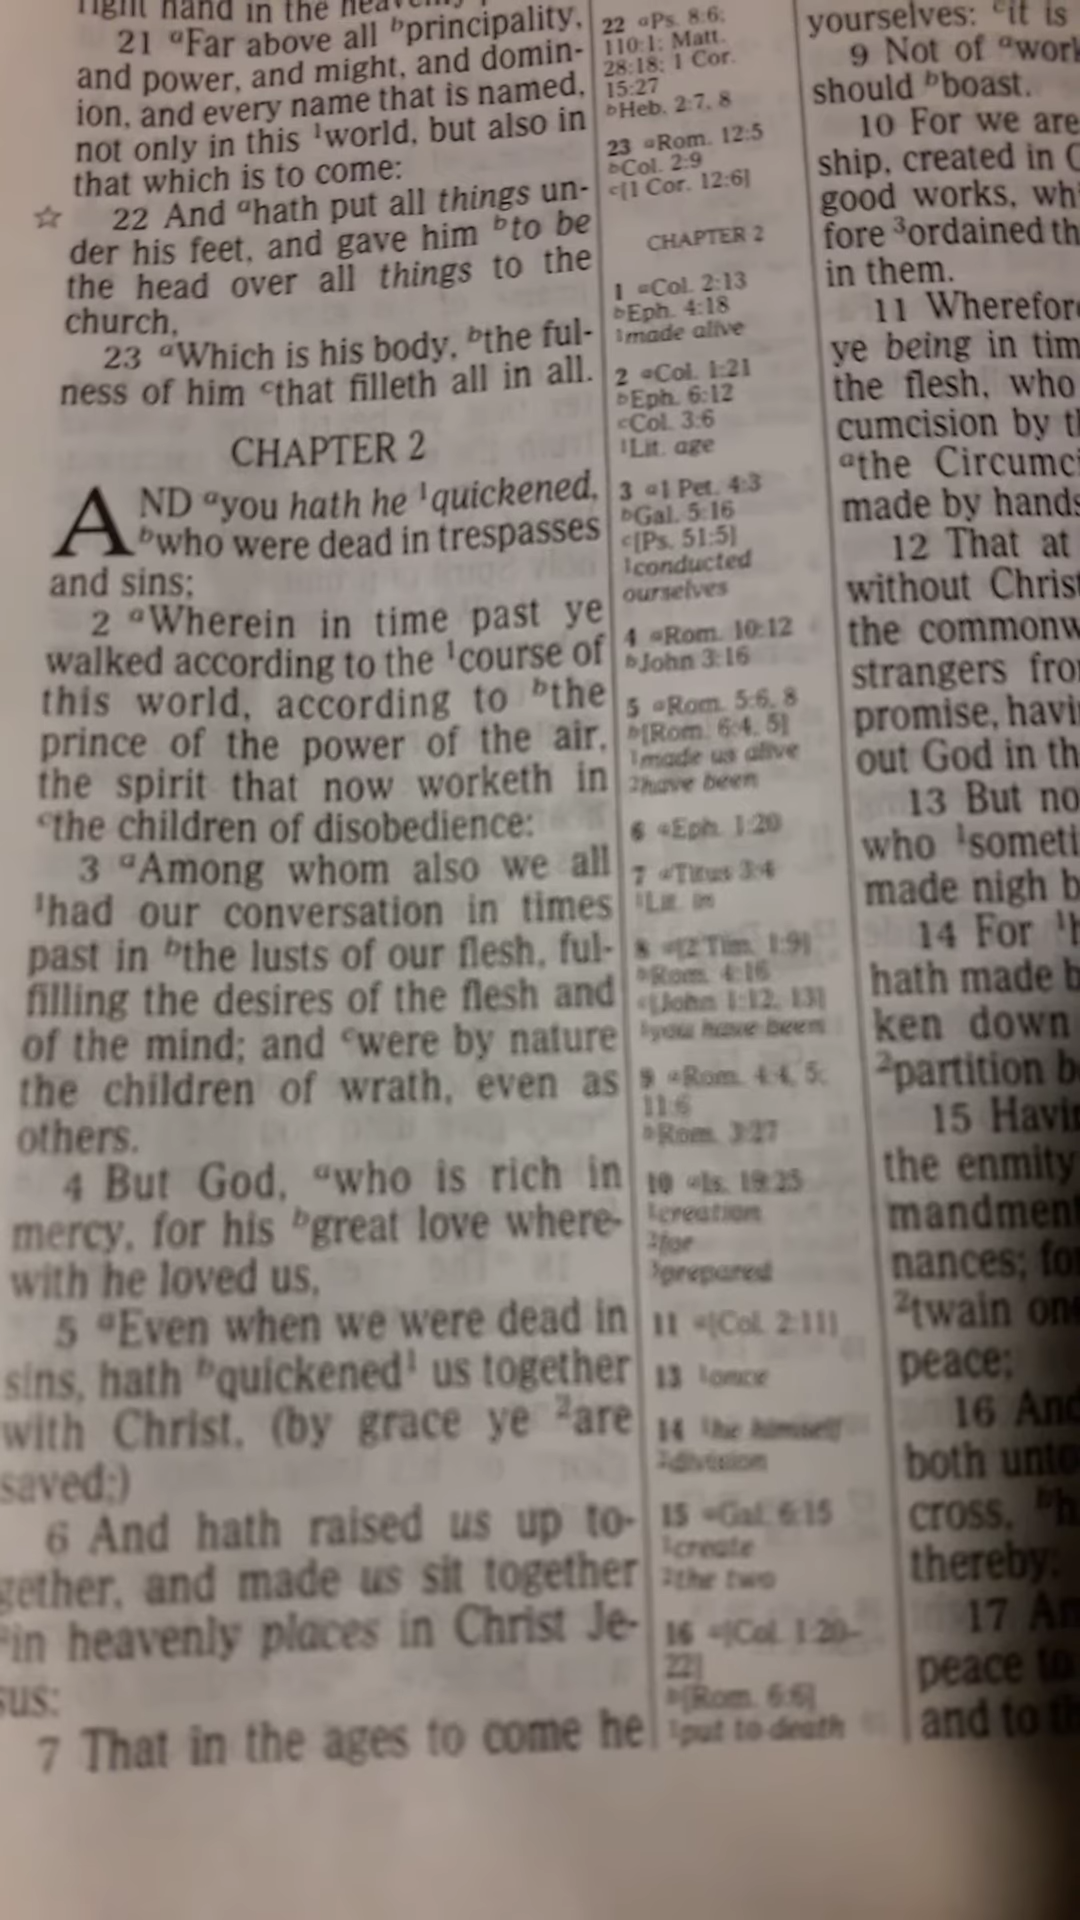 right hand in the
21 ᵃFar above all ᵇprincipality,
and power, and might, and domin-
ion, and every name that is named,
not only in this ¹world, but also in
that which is to come:
☆ 22 And ᵃhath put all things un-
der his feet, and gave him ᵇto be
the head over all things to the
church,
23 ᵃWhich is his body, ᵇthe ful-
ness of him ᶜthat filleth all in all.
CHAPTER 2
AND ᵃyou hath he ¹quickened,
ᵇwho were dead in trespasses
and sins;
2 ᵃWherein in time past ye
walked according to the ¹course of
this world, according to ᵇthe
prince of the power of the air,
the spirit that now worketh in
ᶜthe children of disobedience:
3 ᵃAmong whom also we all
¹had our conversation in times
past in ᵇthe lusts of our flesh, ful-
filling the desires of the flesh and
of the mind; and ᶜwere by nature
the children of wrath, even as
others.
4 But God, ᵃwho is rich in
mercy, for his ᵇgreat love where-
with he loved us,
5 ᵃEven when we were dead in
sins, hath ᵇquickened¹ us together
with Christ, (by grace ye ²are
saved;)
6 And hath raised us up to-
gether, and made us sit together
ᵃin heavenly places in Christ Je-
sus:
7 That in the ages to come he
22 ᵃPs. 8:6;
110:1; Matt.
28:18; 1 Cor.
15:27
ᵇHeb. 2:7, 8
23 ᵃRom. 12:5
ᵇCol. 2:9
ᶜ[1 Cor. 12:6]
CHAPTER 2
1 ᵃCol. 2:13
ᵇEph. 4:18
¹made alive
2 ᵃCol. 1:21
ᵇEph. 6:12
ᶜCol. 3:6
¹Lit. age
3 ᵃ1 Pet. 4:3
ᵇGal. 5:16
ᶜ[Ps. 51:5]
¹conducted
ourselves
4 ᵃRom. 10:12
ᵇJohn 3:16
5 ᵃRom. 5:6, 8
ᵇ[Rom. 6:4, 5]
¹made us alive
²have been
6 ᵃEph. 1:20
7 ᵃTitus 3:4
¹Lit. in
8 ᵃ[2 Tim. 1:9]
ᵇRom. 4:16
ᶜ[John 1:12, 13]
¹you have been
9 ᵃRom. 4:4, 5;
11:6
ᵇRom. 3:27
10 ᵃIs. 19:25
¹creation
²for
³prepared
11 ᵃ[Col. 2:11]
13 ¹once
14 ¹he himself
²division
15 ᵃGal. 6:15
¹create
²the two
16 ᵃ[Col. 1:20–
22]
ᵇ[Rom. 6:6]
¹put to death
yourselves: ᶜit is
9 Not of ᵃwork
should ᵇboast.
10 For we are
ship, created in C
good works, wh
fore ³ordained th
in them.
11 Wherefore
ye being in tim
the flesh, who
cumcision by th
ᵃthe Circumci
made by hands
12 That at
without Christ
the commonw
strangers from
promise, havin
out God in th
13 But no
who ¹someti
made nigh b
14 For ¹h
hath made b
ken down
²partition b
15 Havin
the enmity
mandment
nances; for
²twain on
peace;
16 And
both unto
cross, ᵇh
thereby:
17 An
peace to
and to th